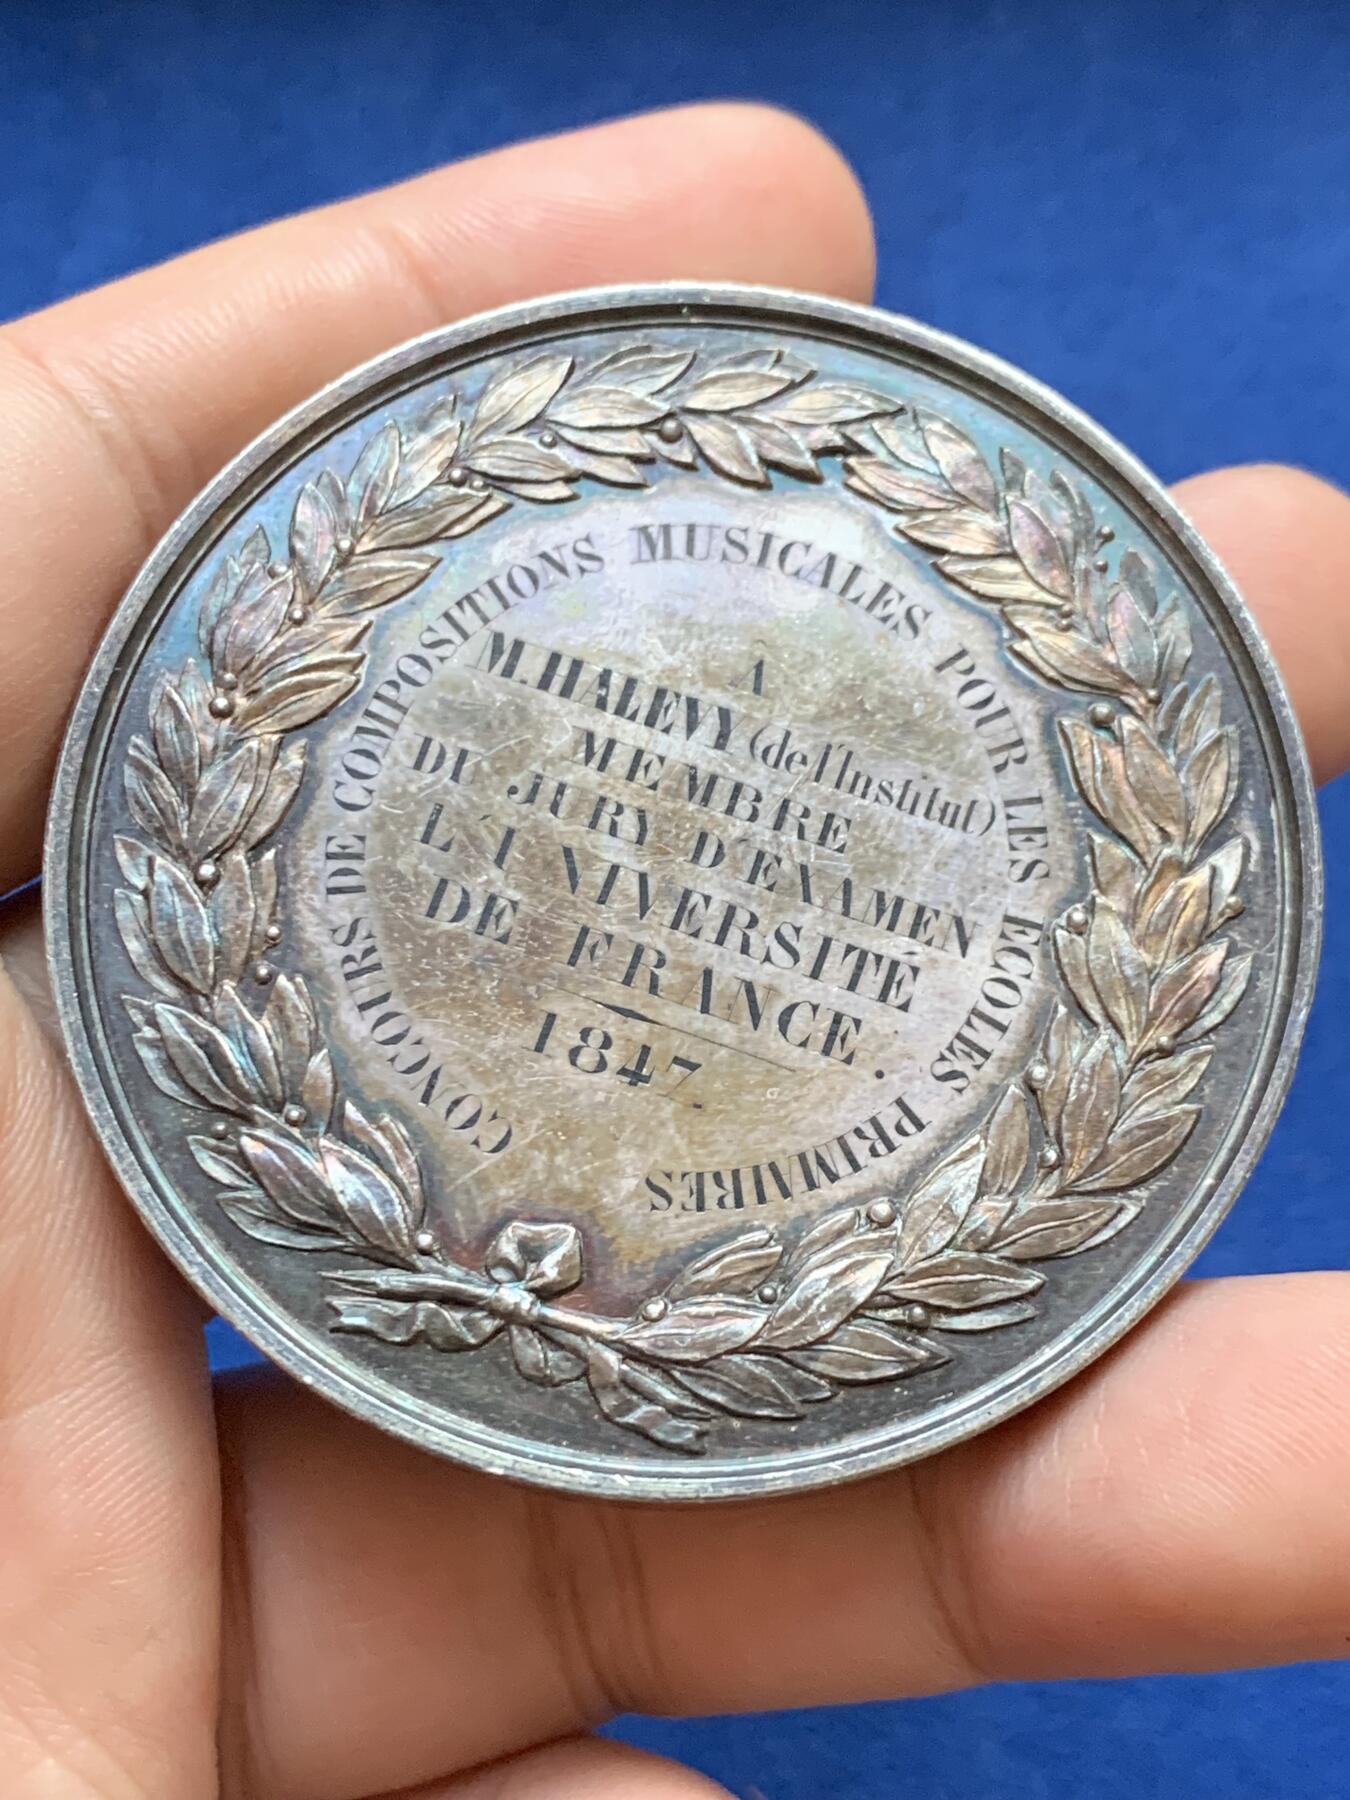 CONCOURS DE COMPOSITIONS MUSICALES POUR LES ECOLES PRIMAIRES
À
M. HALEVY (de l'Institut)
MEMBRE
DU JURY D'EXAMEN
L'UNIVERSITÉ
DE FRANCE.
1847.